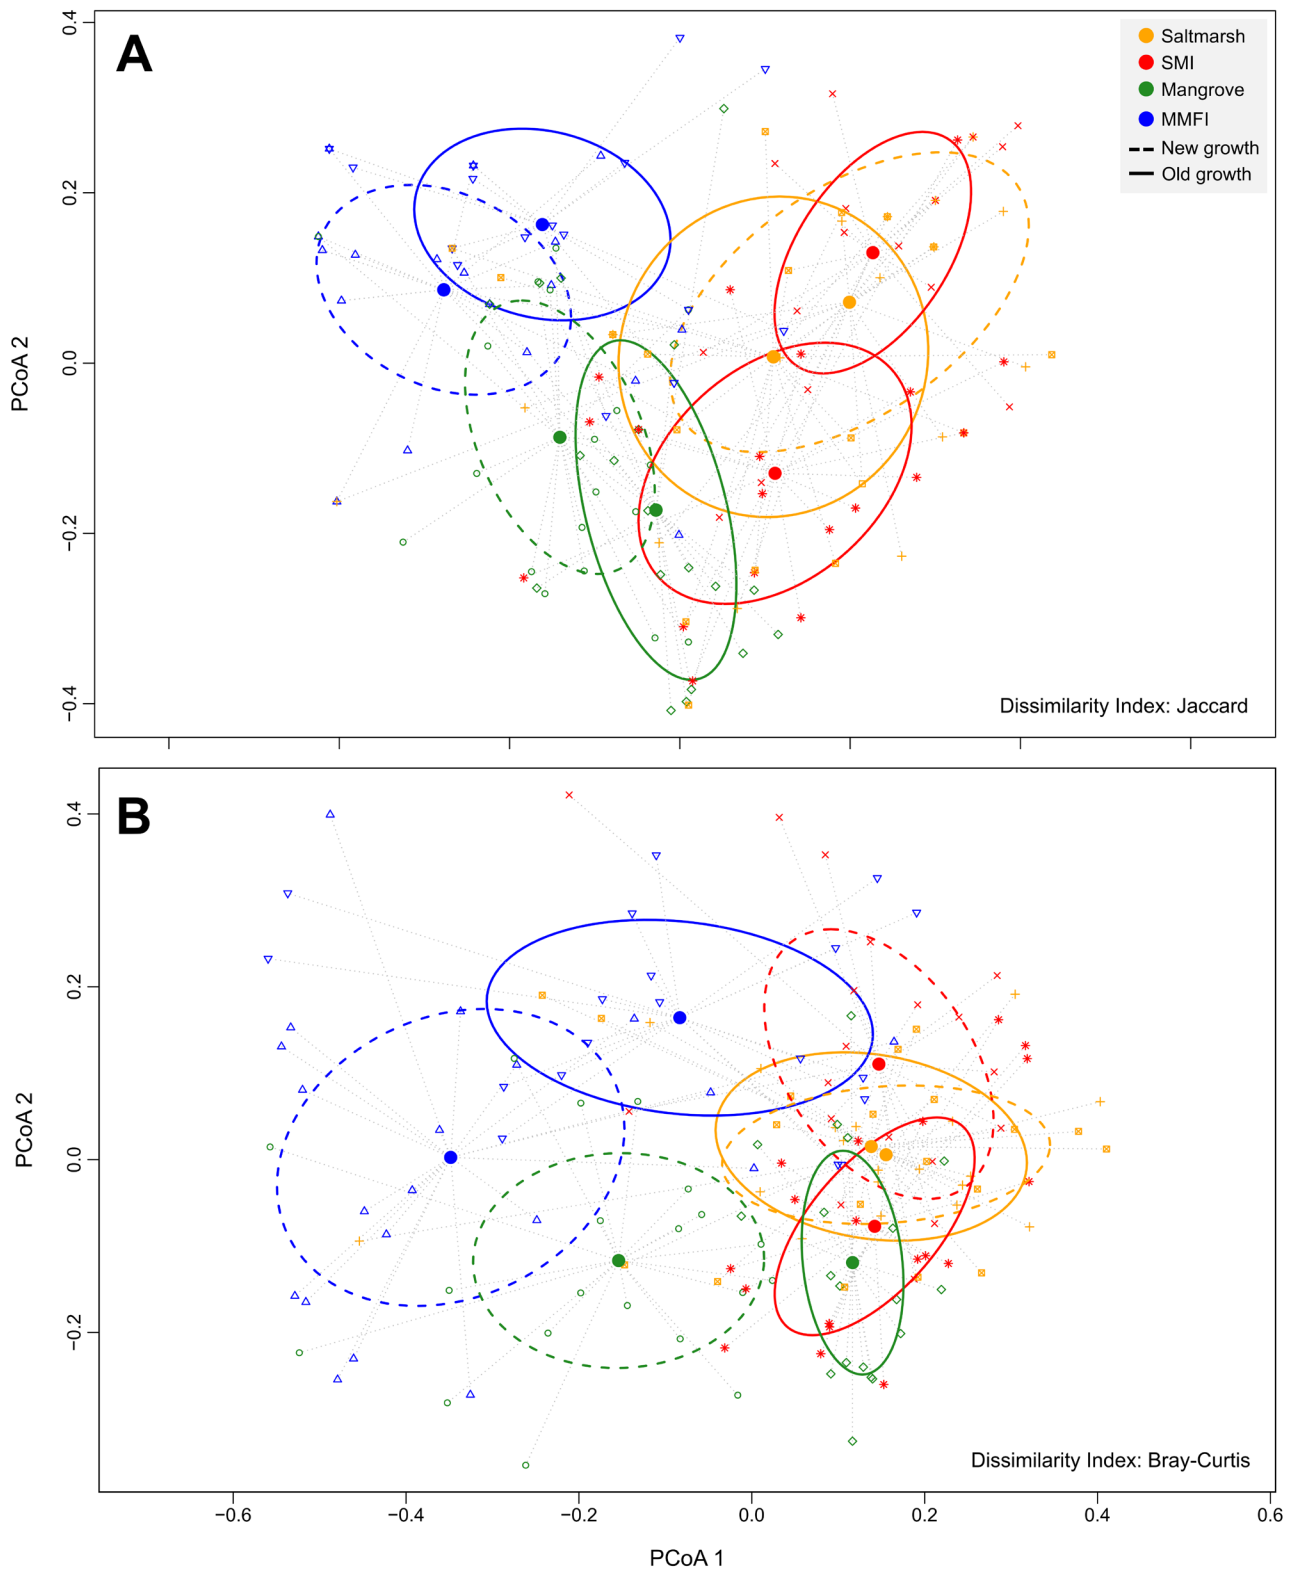 A
Saltmarsh
SMI
Mangrove
MMFI
New growth
Old growth
0.4
0.2
0.0
−0.2
−0.4
PCoA 2
Dissimilarity Index: Jaccard
B
0.4
0.2
0.0
−0.2
PCoA 2
Dissimilarity Index: Bray-Curtis
−0.6 −0.4 −0.2 0.0 0.2 0.4 0.6
PCoA 1